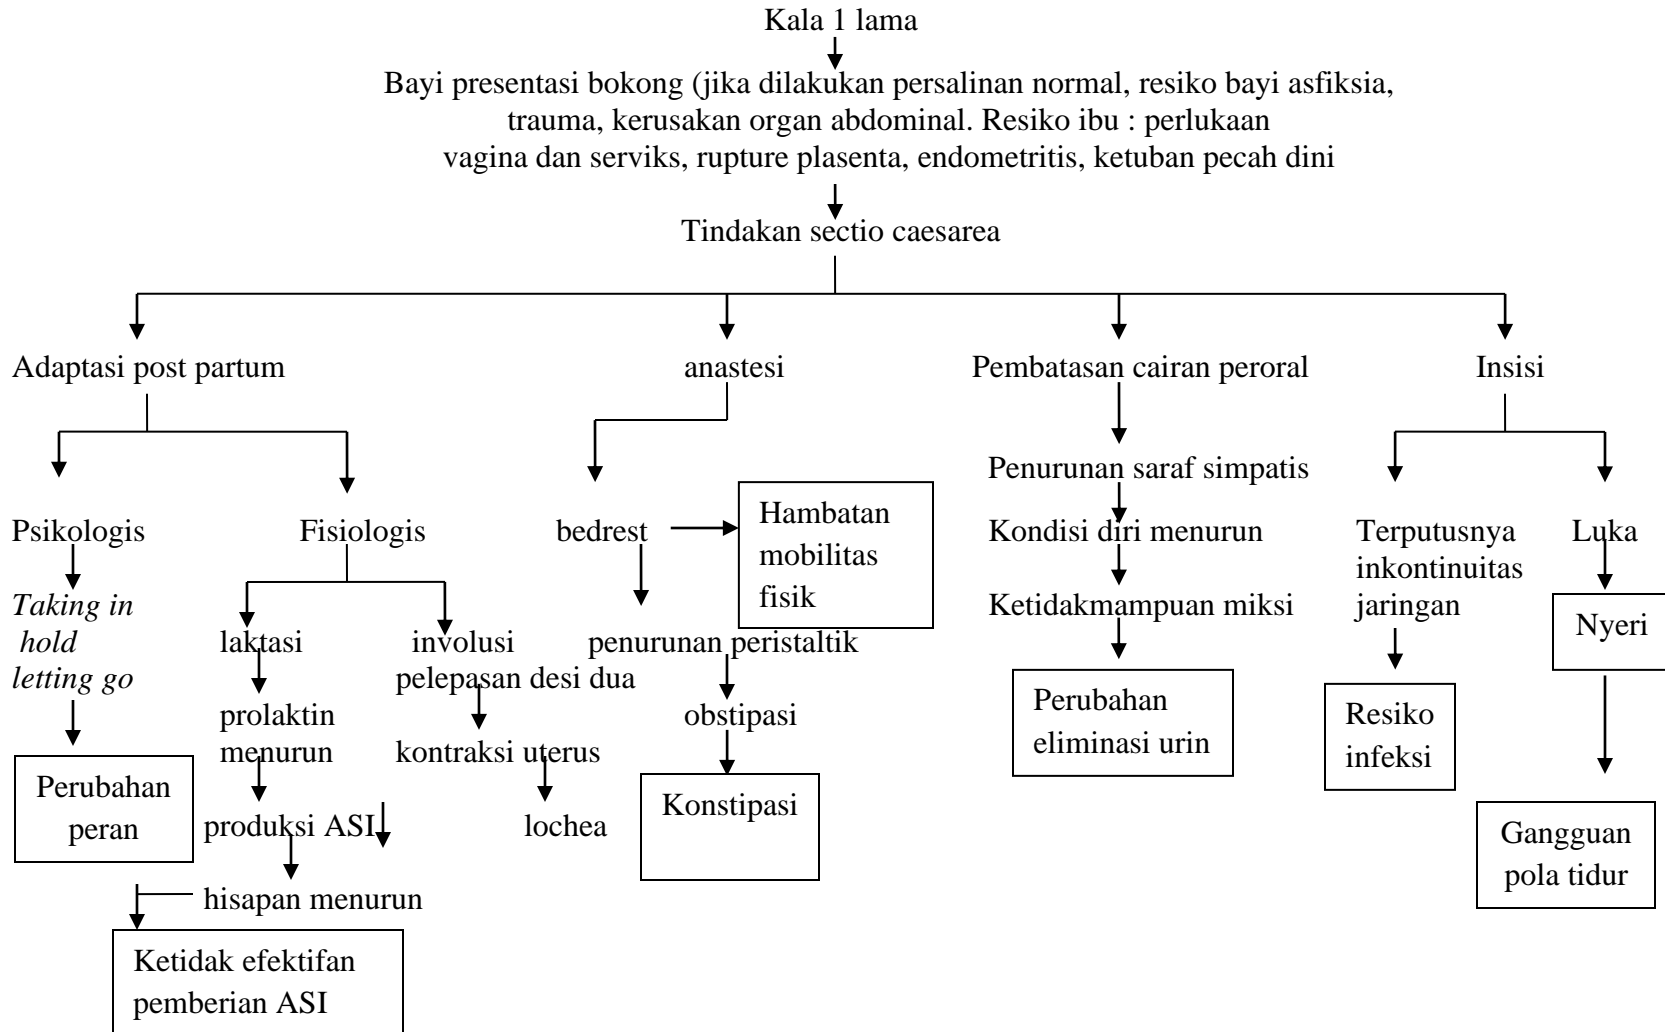 Kala 1 lama
Bayi presentasi bokong (jika dilakukan persalinan normal, resiko bayi asfiksia,
trauma, kerusakan organ abdominal. Resiko ibu : perlukaan
vagina dan serviks, rupture plasenta, endometritis, ketuban pecah dini
Tindakan sectio caesarea
Adaptasi post partum
anastesi
Pembatasan cairan peroral
Insisi
Psikologis
Taking in
hold
letting go
Perubahan
peran
Fisiologis
laktasi
prolaktin
menurun
produksi ASI
hisapan menurun
Ketidak efektifan
pemberian ASI
involusi
pelepasan desi dua
kontraksi uterus
lochea
bedrest
Hambatan
mobilitas
fisik
penurunan peristaltik
obstipasi
Konstipasi
Penurunan saraf simpatis
Kondisi diri menurun
Ketidakmampuan miksi
Perubahan
eliminasi urin
Terputusnya
inkontinuitas
jaringan
Resiko
infeksi
Luka
Nyeri
Gangguan
pola tidur